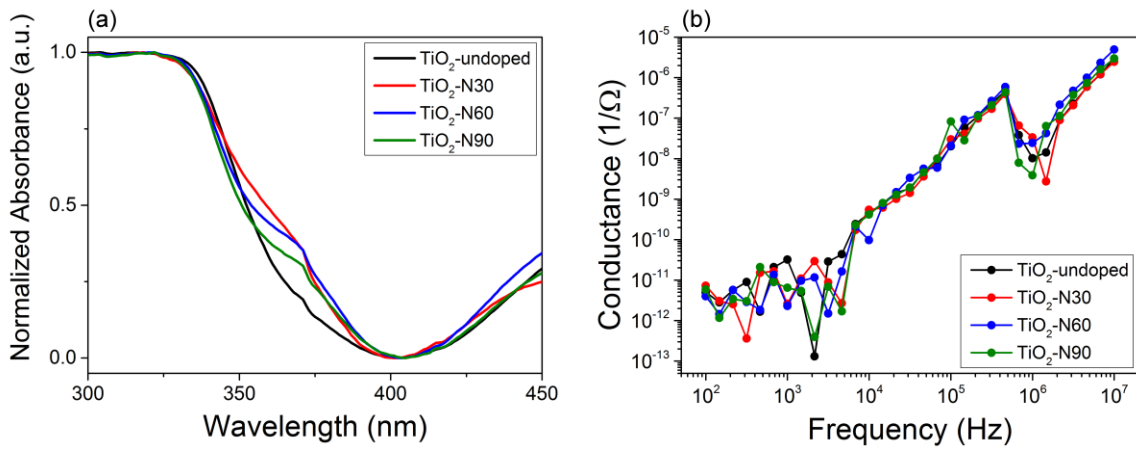 (a)
Normalized Absorbance (a.u.)
1.0
0.5
0.0
TiO₂-undoped
TiO₂-N30
TiO₂-N60
TiO₂-N90
300
350
400
450
Wavelength (nm)
(b)
Conductance (1/Ω)
10⁻⁵
10⁻⁶
10⁻⁷
10⁻⁸
10⁻⁹
10⁻¹⁰
10⁻¹¹
10⁻¹²
10⁻¹³
TiO₂-undoped
TiO₂-N30
TiO₂-N60
TiO₂-N90
10²
10³
10⁴
10⁵
10⁶
10⁷
Frequency (Hz)